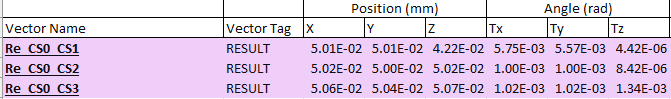 Position (mm) Angle (rad)
Vector Name Vector Tag X Y Z Tx Ty Tz
Re_CS0_CS1 RESULT 5.01E-02 5.01E-02 4.22E-02 5.75E-03 5.57E-03 4.42E-06
Re_CS0_CS2 RESULT 5.02E-02 5.00E-02 5.02E-02 1.00E-03 1.00E-03 8.42E-06
Re_CS0_CS3 RESULT 5.06E-02 5.04E-02 5.07E-02 1.02E-03 1.02E-03 1.34E-03